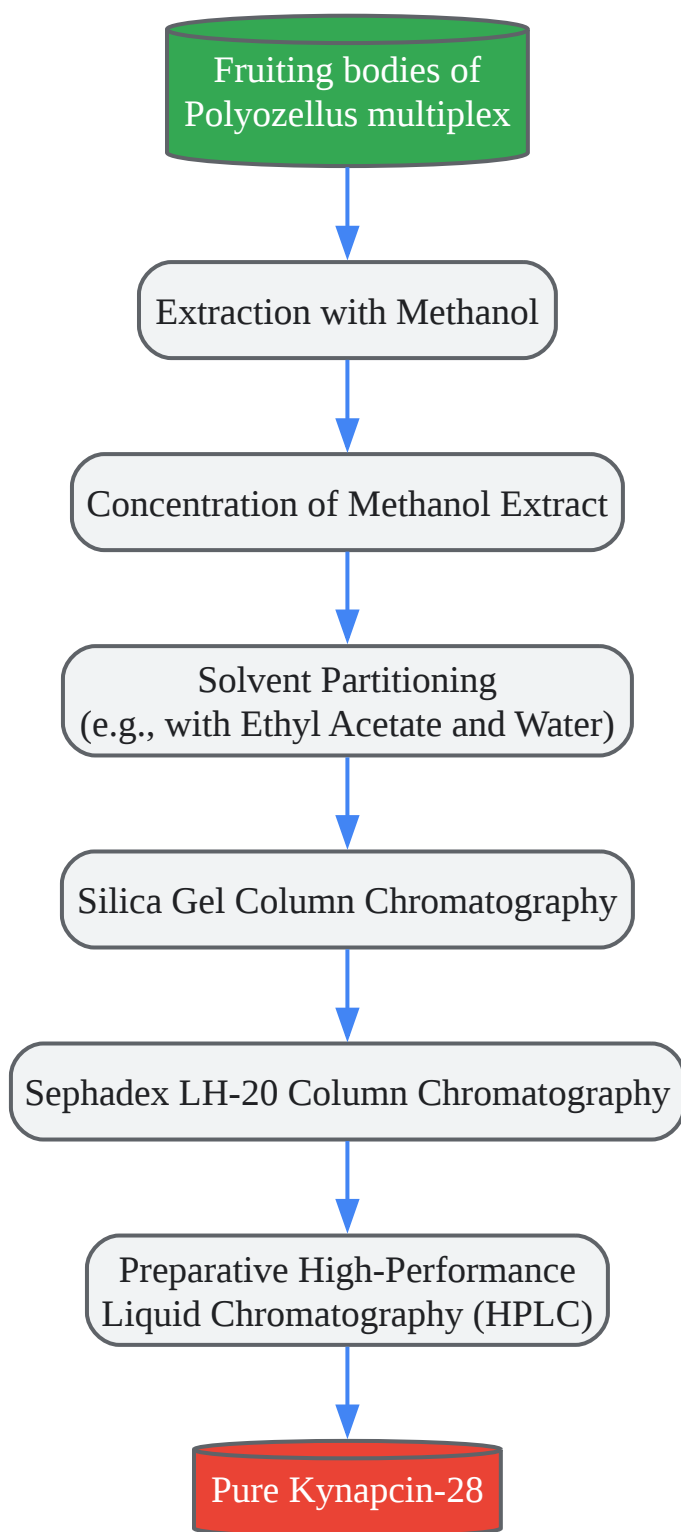 Fruiting bodies of
Polyozellus multiplex
Extraction with Methanol
Concentration of Methanol Extract
Solvent Partitioning
(e.g., with Ethyl Acetate and Water)
Silica Gel Column Chromatography
Sephadex LH-20 Column Chromatography
Preparative High-Performance
Liquid Chromatography (HPLC)
Pure Kynapcin-28